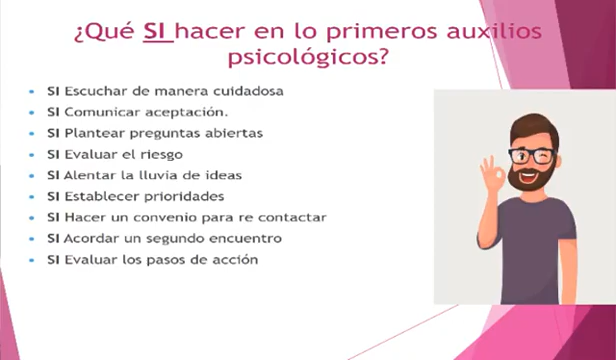 ¿Qué SI hacer en lo primeros auxilios
psicológicos?
SI Escuchar de manera cuidadosa
SI Comunicar aceptación.
SI Plantear preguntas abiertas
SI Evaluar el riesgo
SI Alentar la lluvia de ideas
SI Establecer prioridades
SI Hacer un convenio para re contactar
SI Acordar un segundo encuentro
SI Evaluar los pasos de acción